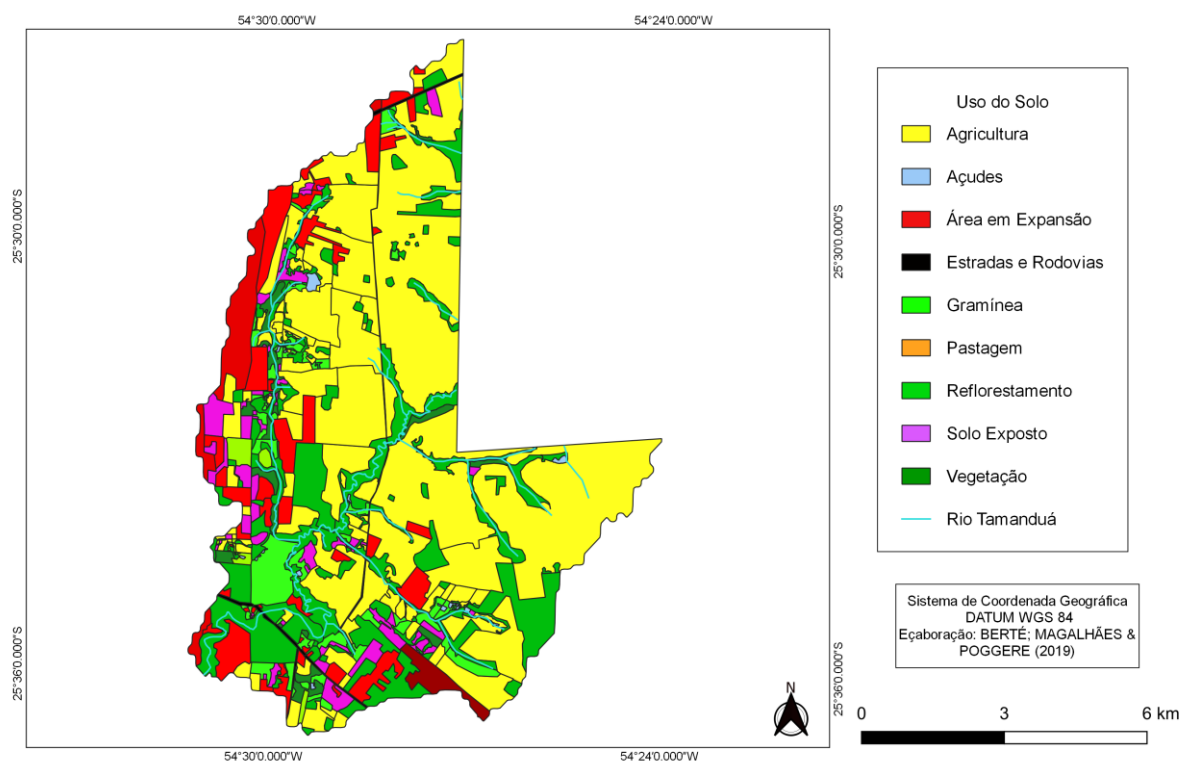 54°30'0.000"W
54°24'0.000"W
25°30'0.000"S
25°30'0.000"S
Uso do Solo
Agricultura
Açudes
Área em Expansão
Estradas e Rodovias
Gramínea
Pastagem
Reflorestamento
Solo Exposto
Vegetação
Rio Tamanduá
Sistema de Coordenada Geográfica
DATUM WGS 84
Eçaboração: BERTÉ; MAGALHÃES &
POGGERE (2019)
25°36'0.000"S
25°36'0.000"S
N
0 3 6 km
54°30'0.000"W
54°24'0.000"W